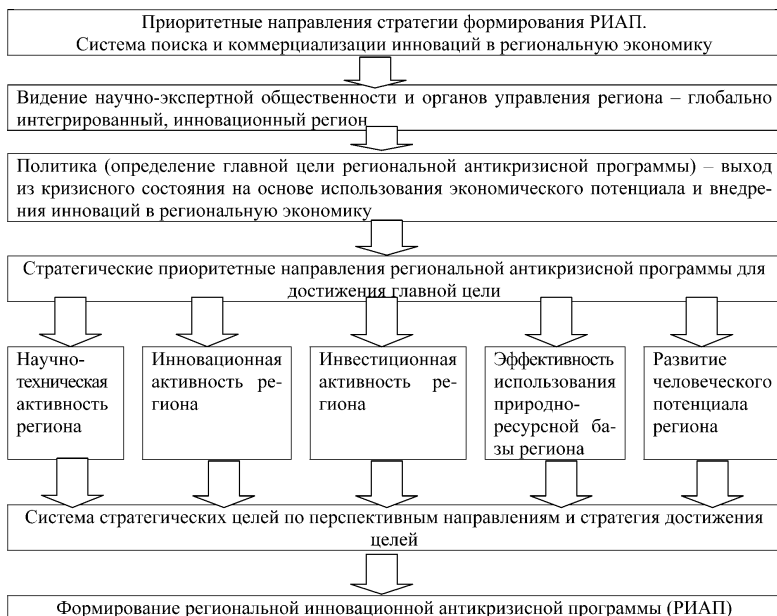 Приоритетные направления стратегии формирования РИАП.
Система поиска и коммерциализации инноваций в региональную экономику
Видение научно-экспертной общественности и органов управления региона – глобально
интегрированный, инновационный регион
Политика (определение главной цели региональной антикризисной программы) – выход
из кризисного состояния на основе использования экономического потенциала и внедре-
ния инноваций в региональную экономику
Стратегические приоритетные направления региональной антикризисной программы для
достижения главной цели
Научно-
техническая
активность
региона
Инновационная
активность ре-
гиона
Инвестиционная
активность ре-
гиона
Эффективность
использования
природно-
ресурсной ба-
зы региона
Развитие
человеческого
потенциала
региона
Система стратегических целей по перспективным направлениям и стратегия достижения
целей
Формирование региональной инновационной антикризисной программы (РИАП)